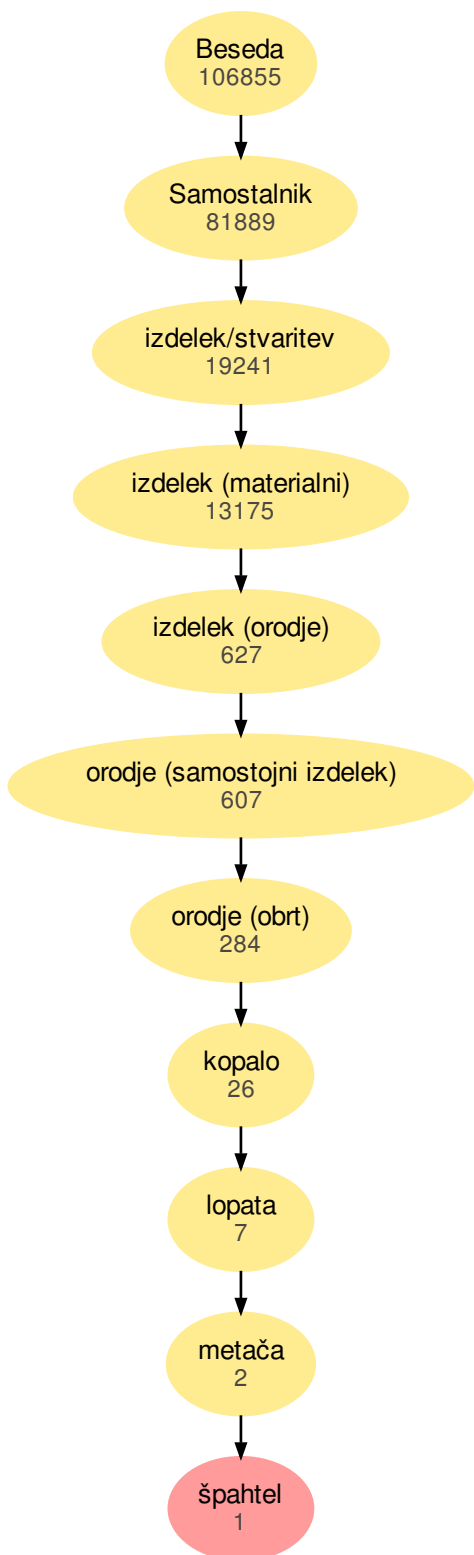 Beseda
106855
Samostalnik
81889
izdelek/stvaritev
19241
izdelek (materialni)
13175
izdelek (orodje)
627
orodje (samostojni izdelek)
607
orodje (obrt)
284
kopalo
26
lopata
7
metača
2
špahtel
1